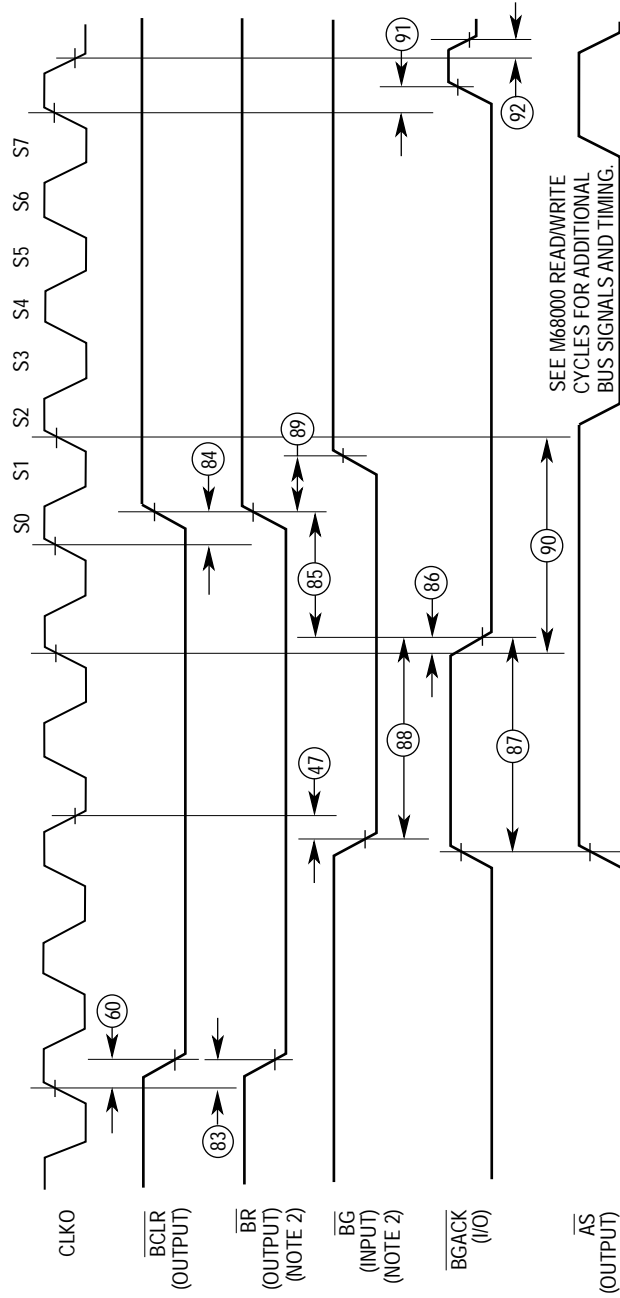 S0 S1 S2 S3 S4 S5 S6 S7
CLKO
60
BCLR
(OUTPUT)
84
83
BR
(OUTPUT)
(NOTE 2)
47
85
89
BG
(INPUT)
(NOTE 2)
88
86
91
BGACK
(I/O)
87
90
92
AS
(OUTPUT)
SEE M68000 READ/WRITE
CYCLES FOR ADDITIONAL
BUS SIGNALS AND TIMING.